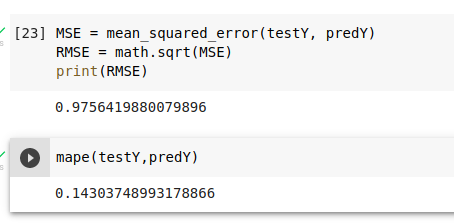 [23] MSE = mean_squared_error(testY, predY)
RMSE = math.sqrt(MSE)
print(RMSE)
0.9756419880079896
mape(testY,predY)
0.14303748993178866